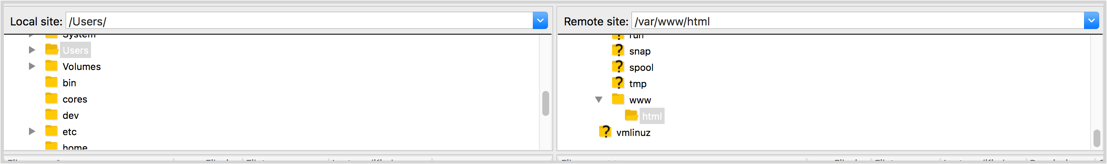 Local site: /Users/
System
Users
Volumes
bin
cores
dev
etc
home
Remote site: /var/www/html
run
snap
spool
tmp
www
html
vmlinuz